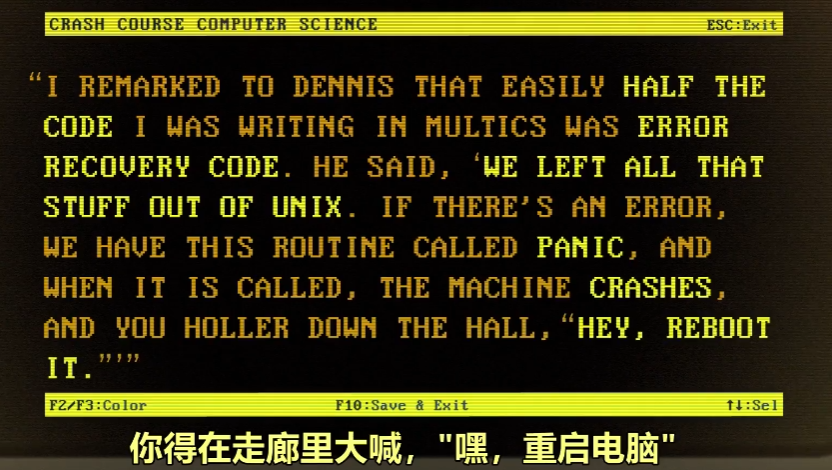 CRASH COURSE COMPUTER SCIENCE ESC:Exit
“I REMARKED TO DENNIS THAT EASILY HALF THE
CODE I WAS WRITING IN MULTICS WAS ERROR
RECOVERY CODE. HE SAID, ‘WE LEFT ALL THAT
STUFF OUT OF UNIX. IF THERE’S AN ERROR,
WE HAVE THIS ROUTINE CALLED PANIC, AND
WHEN IT IS CALLED, THE MACHINE CRASHES,
AND YOU HOLLER DOWN THE HALL, “HEY, REBOOT
IT.”’”
F2/F3:Color F10:Save & Exit ↑↓:Sel
你得在走廊里大喊，"嘿，重启电脑"